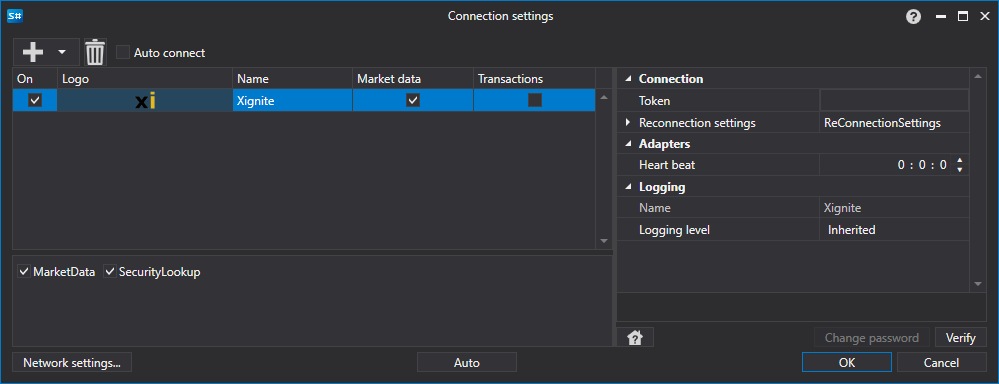 S# Connection settings ?
Auto connect
On Logo Name Market data Transactions
xi Xignite
Connection
Token
Reconnection settings ReConnectionSettings
Adapters
Heart beat 0 : 0 : 0
Logging
Name Xignite
Logging level Inherited
MarketData SecurityLookup
? Change password Verify
Network settings... Auto OK Cancel